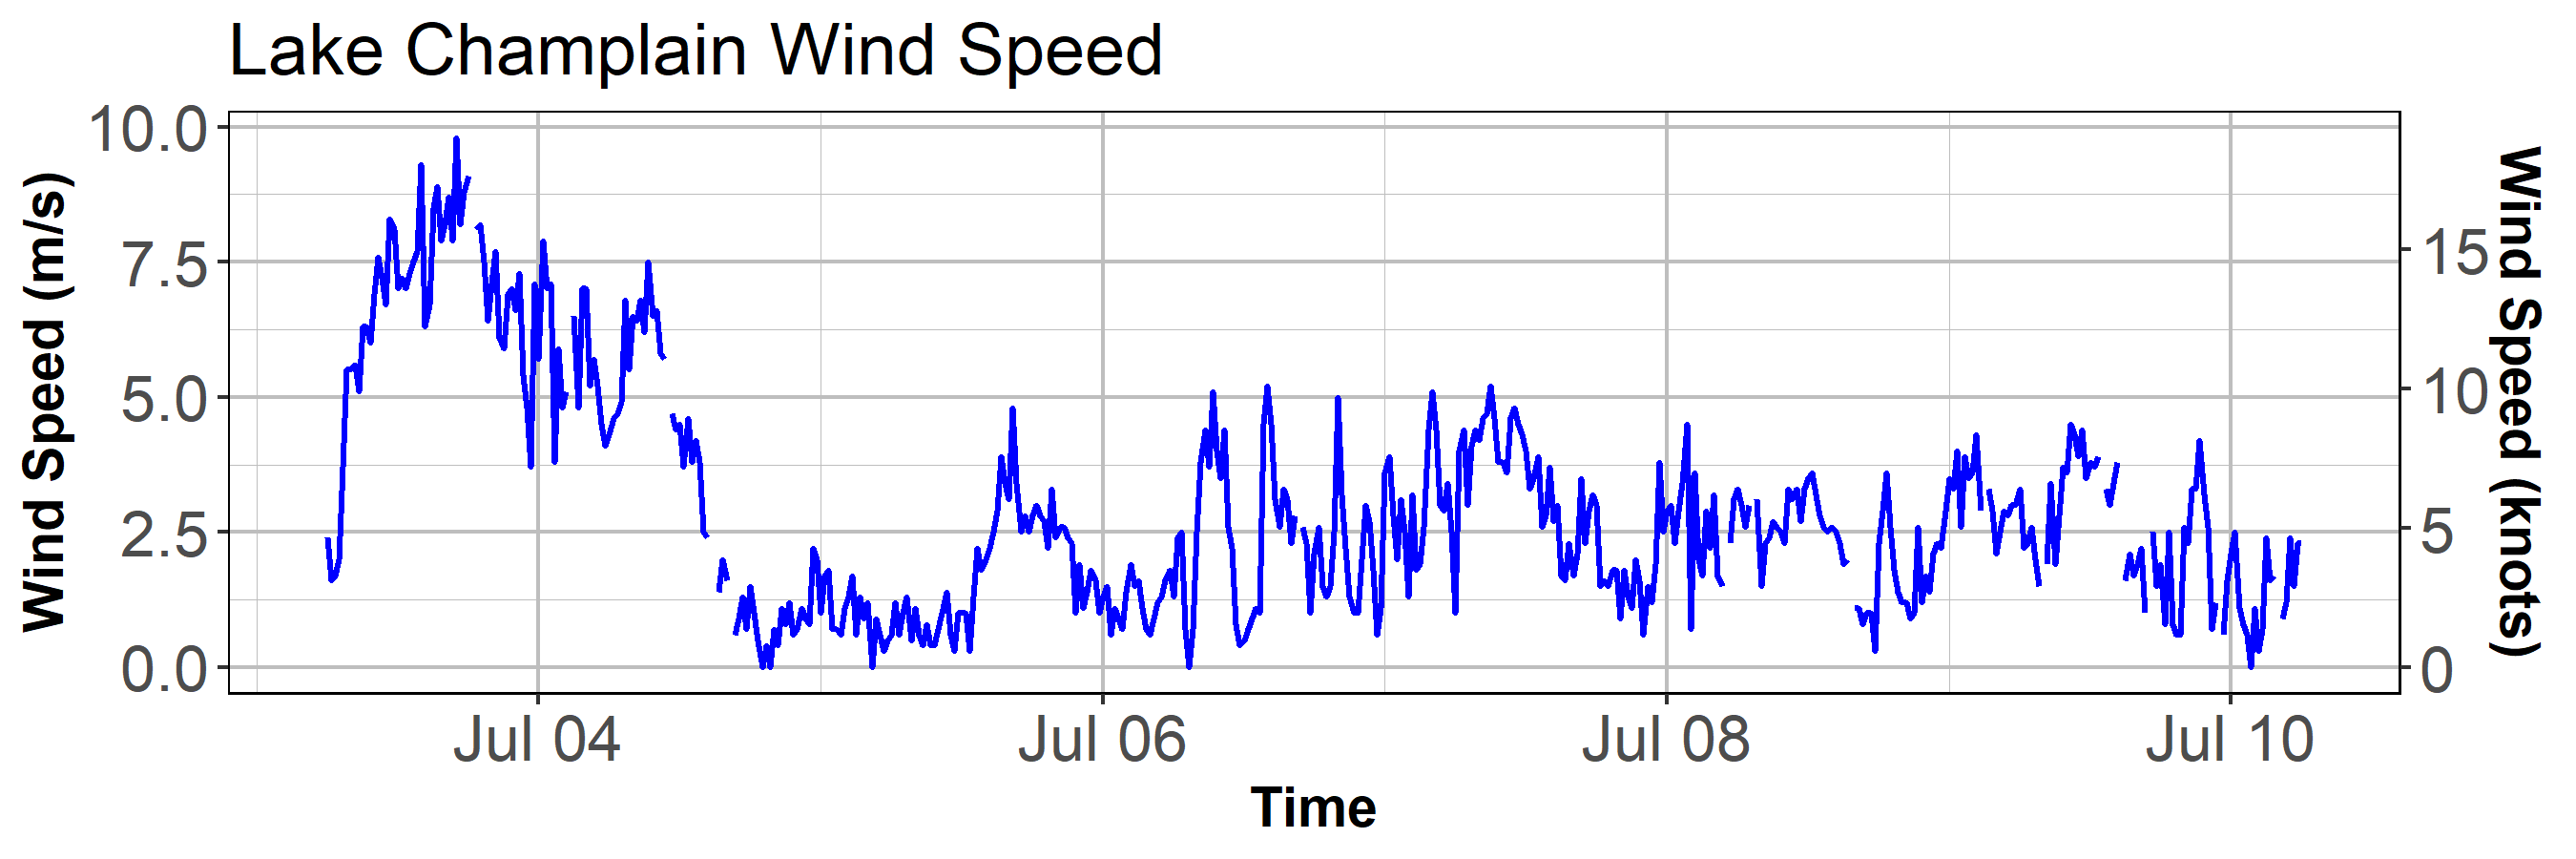 Lake Champlain Wind Speed
Wind Speed (m/s)
10.0
7.5
5.0
2.5
0.0
Wind Speed (knots)
15
10
5
0
Jul 04
Jul 06
Jul 08
Jul 10
Time